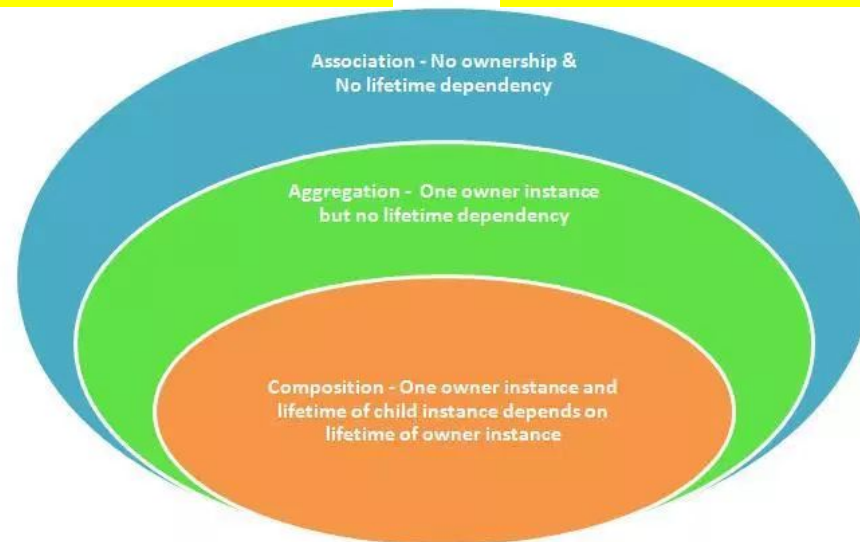 Association - No ownership &
No lifetime dependency
Aggregation - One owner instance
but no lifetime dependency
Composition - One owner instance and
lifetime of child instance depends on
lifetime of owner instance